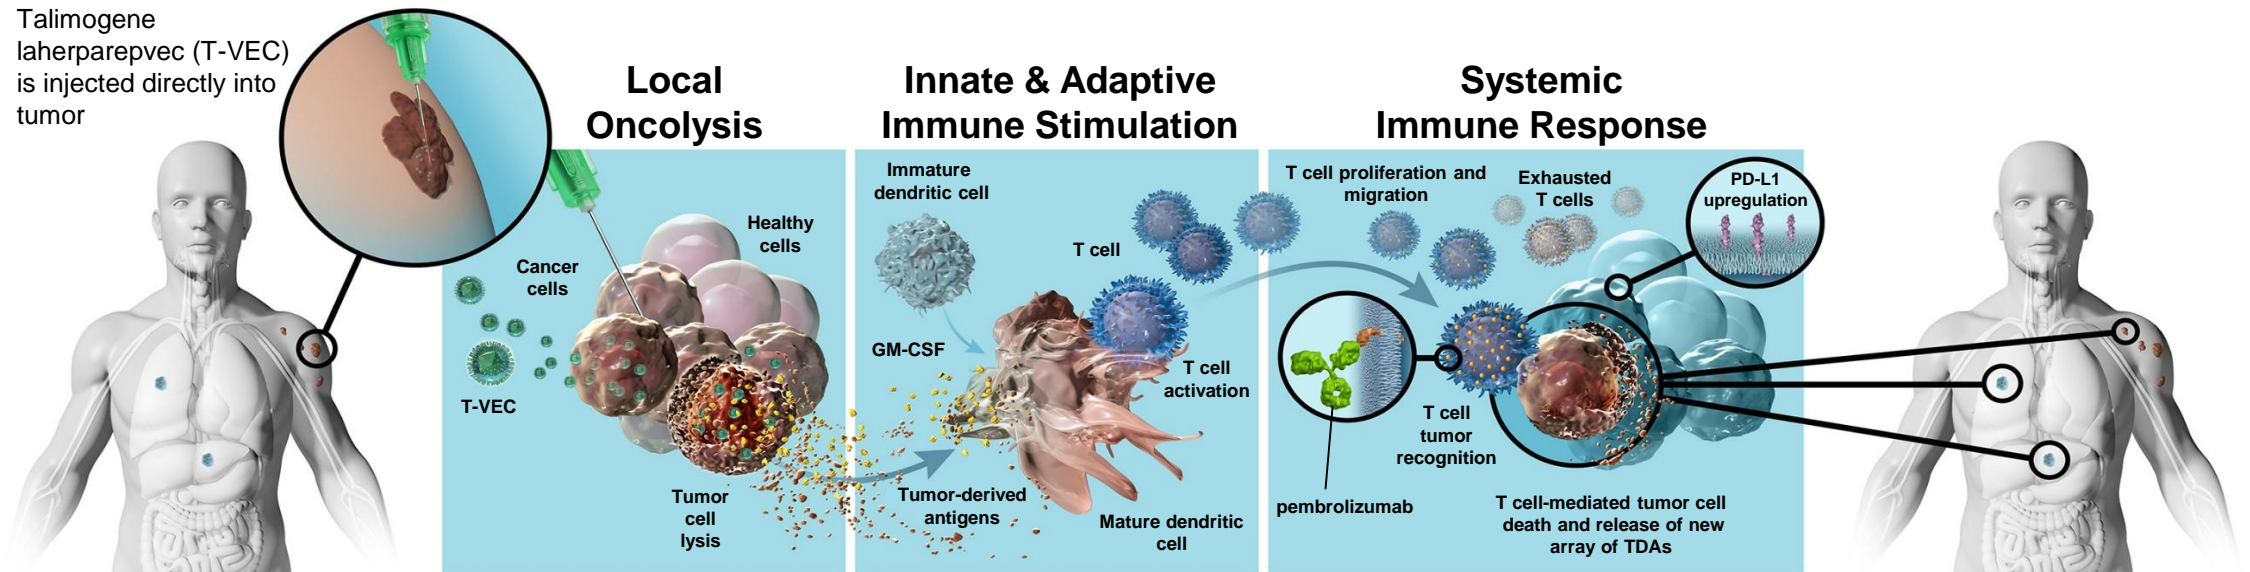 Talimogene
laherparepvec (T-VEC)
is injected directly into
tumor
Local
Oncolysis
Healthy
cells
Cancer
cells
T-VEC
Tumor
cell
lysis
Innate & Adaptive
Immune Stimulation
Immature
dendritic cell
T cell
GM-CSF
T cell
activation
Tumor-derived
antigens
Mature dendritic
cell
Systemic
Immune Response
T cell proliferation and
migration
Exhausted
T cells
PD-L1
upregulation
T cell
tumor
recognition
pembrolizumab
T cell-mediated tumor cell
death and release of new
array of TDAs